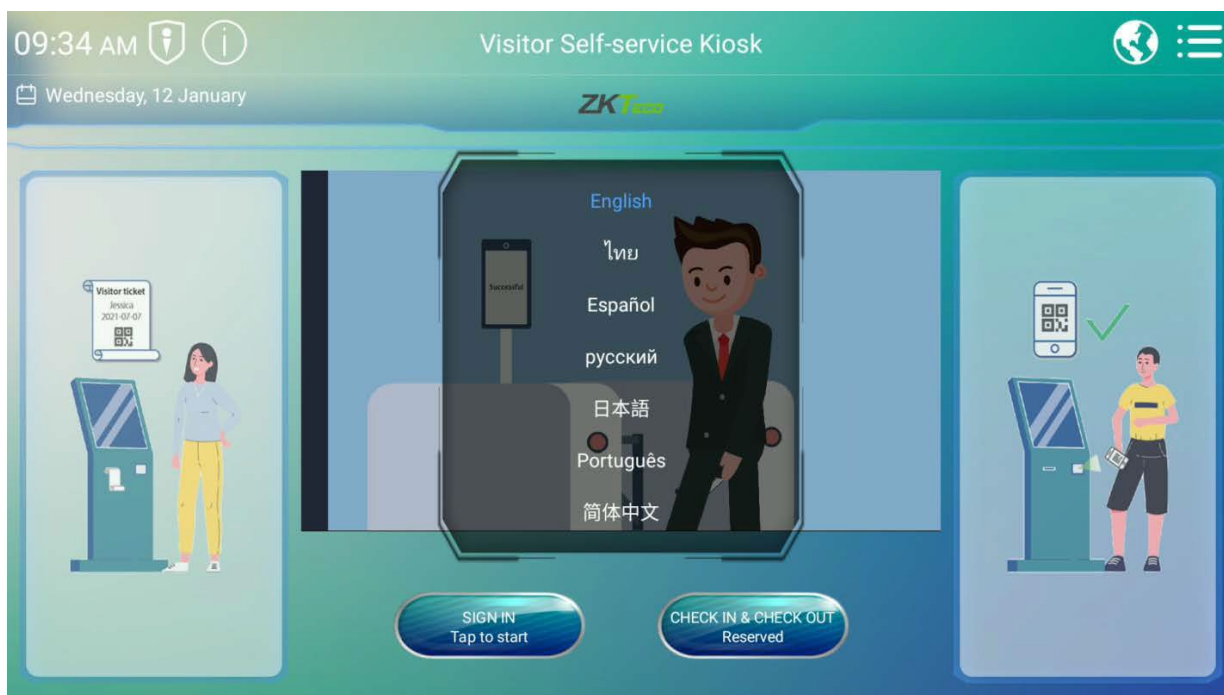 09:34 AM
Visitor Self-service Kiosk
Wednesday, 12 January
ZKTeco
English
ไทย
Español
русский
日本語
Português
简体中文
Successful
Visitor ticket
Jessica
2021-07-07
SIGN IN
Tap to start
CHECK IN & CHECK OUT
Reserved